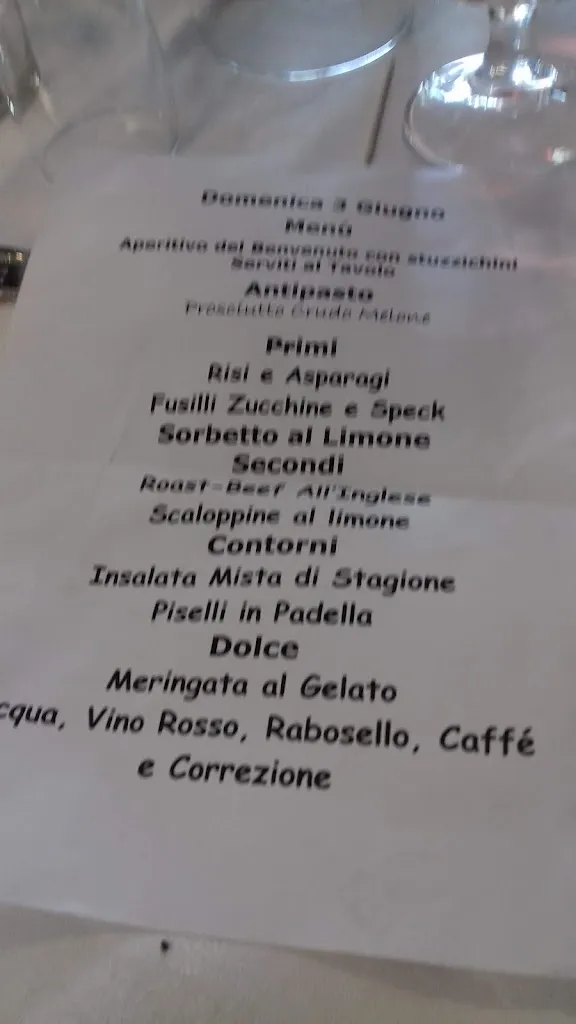 Domenica 3 Giugno
Menú
Aperitivo del Benvenuto con stuzzichini
Serviti al Tavolo
Antipasto
Prosciutto Crudo Melone
Primi
Risi e Asparagi
Fusilli Zucchine e Speck
Sorbetto al Limone
Secondi
Roast-Beef All'Inglese
Scaloppine al limone
Contorni
Insalata Mista di Stagione
Piselli in Padella
Dolce
Meringata al Gelato
cqua, Vino Rosso, Rabosello, Caffé
e Correzione